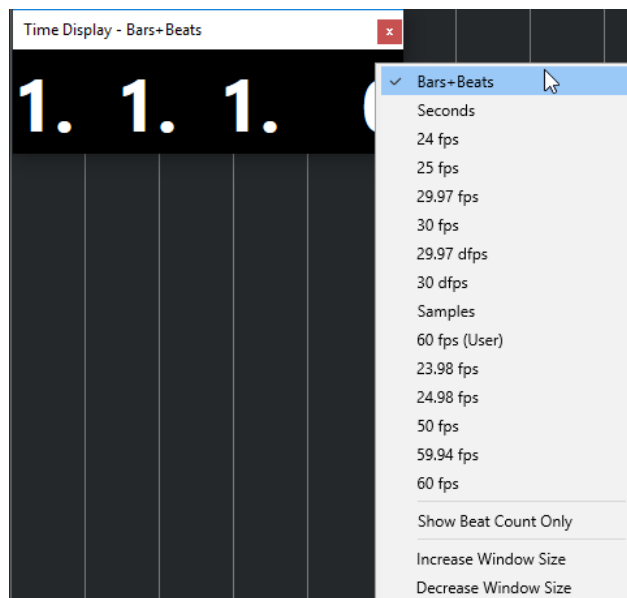 Time Display - Bars+Beats
x
1. 1. 1. 0
Bars+Beats
Seconds
24 fps
25 fps
29.97 fps
30 fps
29.97 dfps
30 dfps
Samples
60 fps (User)
23.98 fps
24.98 fps
50 fps
59.94 fps
60 fps
Show Beat Count Only
Increase Window Size
Decrease Window Size